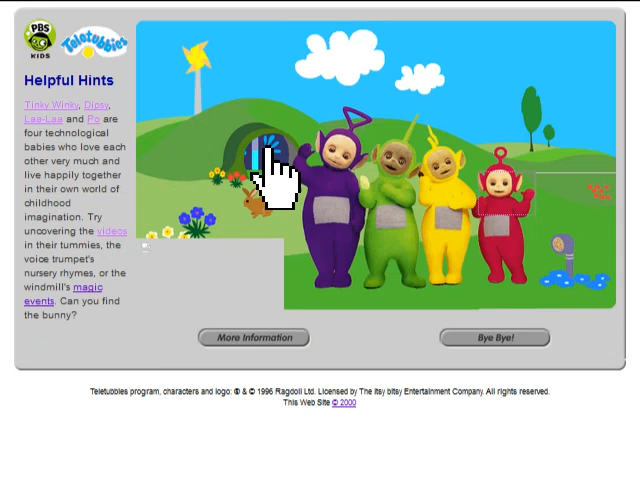 PBS
KIDS
Teletubbies
Helpful Hints
Tinky Winky, Dipsy,
Laa-Laa and Po are
four technological
babies who love each
other very much and
live happily together
in their own world of
childhood
imagination. Try
uncovering the videos
in their tummies, the
voice trumpet's
nursery rhymes, or the
windmill's magic
events. Can you find
the bunny?
More Information
Bye Bye!
Teletubbies program, characters and logo: ® & © 1996 Ragdoll Ltd. Licensed by The itsy bitsy Entertainment Company. All rights reserved.
This Web Site © 2000